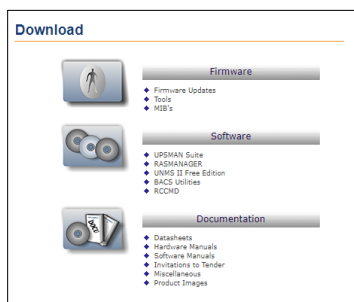 Download
Firmware
Firmware Updates
Tools
MIB's
Software
UPSMAN Suite
RASMANAGER
UNMS II Free Edition
BACS Utilities
RCCMD
DOCU
Documentation
Datasheets
Hardware Manuals
Software Manuals
Invitations to Tender
Miscellaneous
Product Images